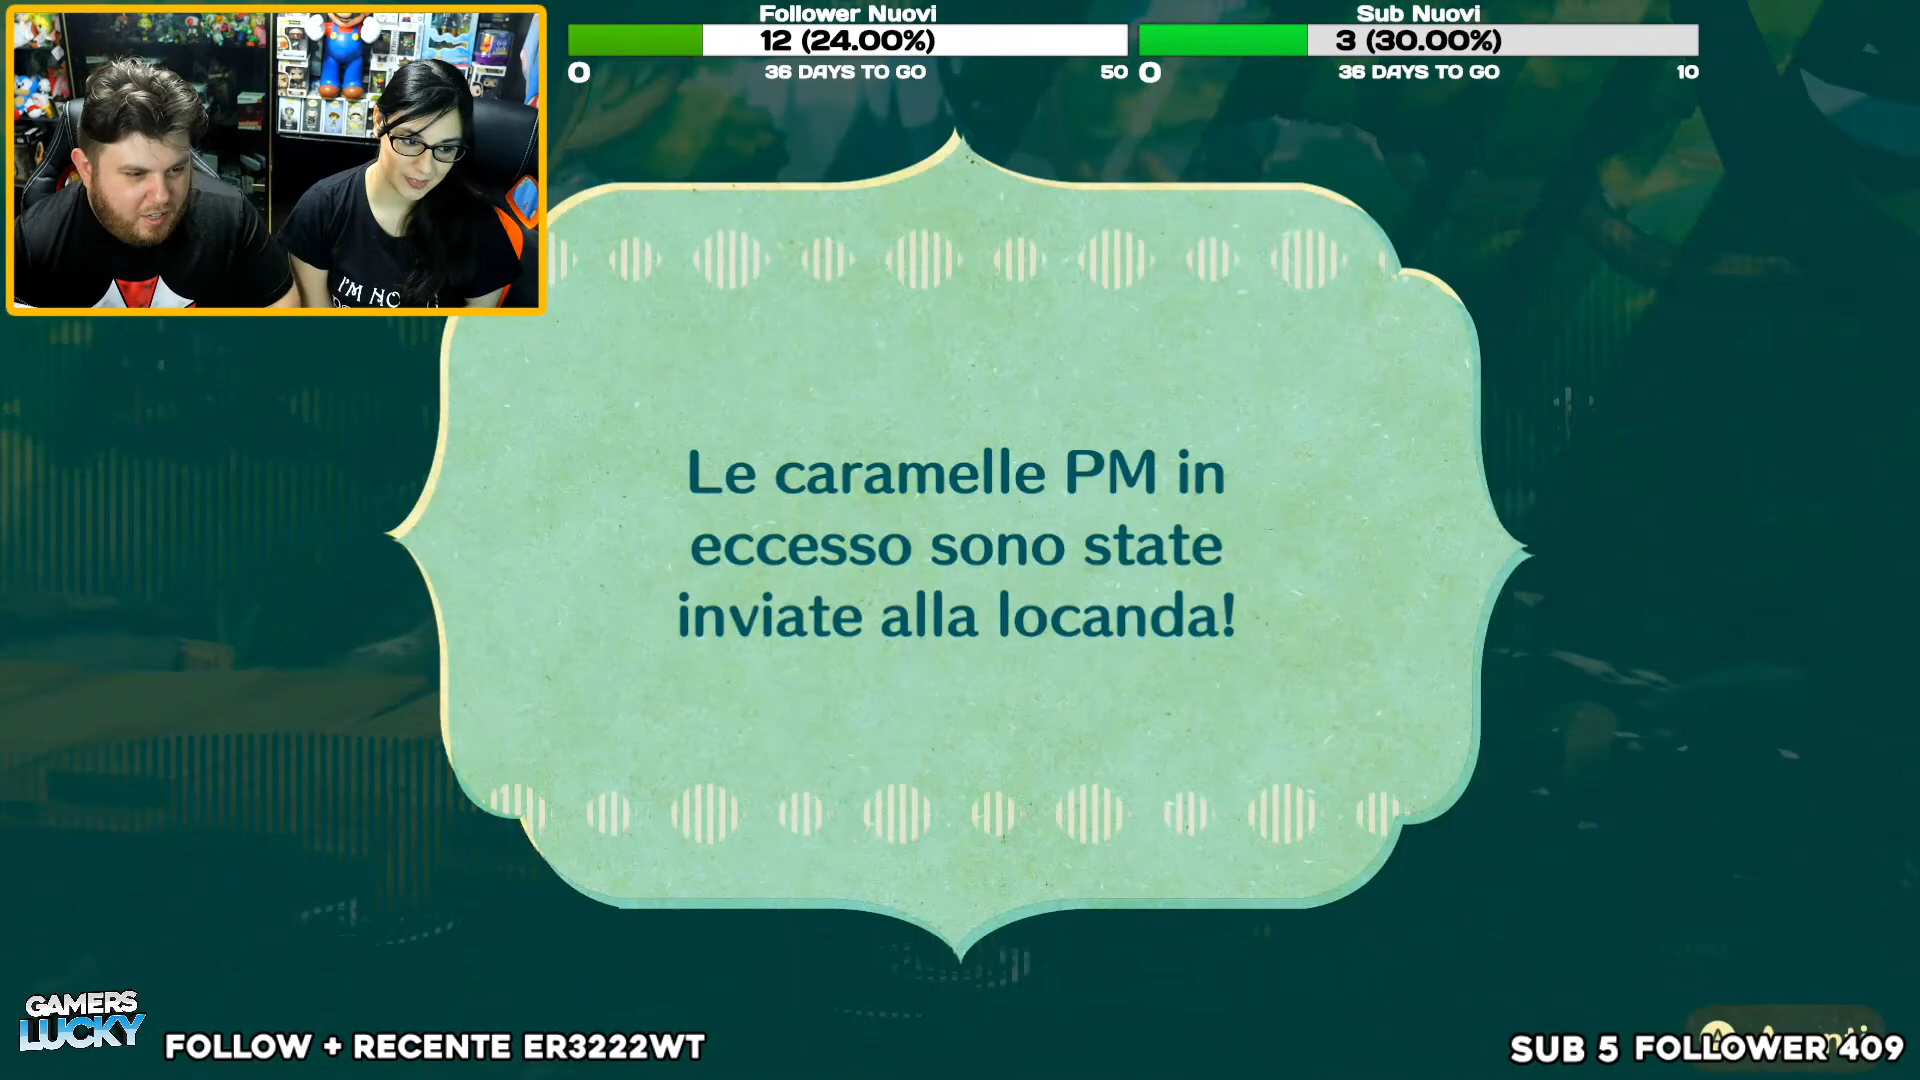 Follower Nuovi
12 (24.00%)
0 36 DAYS TO GO 50
Sub Nuovi
3 (30.00%)
0 36 DAYS TO GO 10
I'M
Le caramelle PM in
eccesso sono state
inviate alla locanda!
GAMERS
LUCKY
FOLLOW + RECENTE ER3222WT
SUB 5 FOLLOWER 409